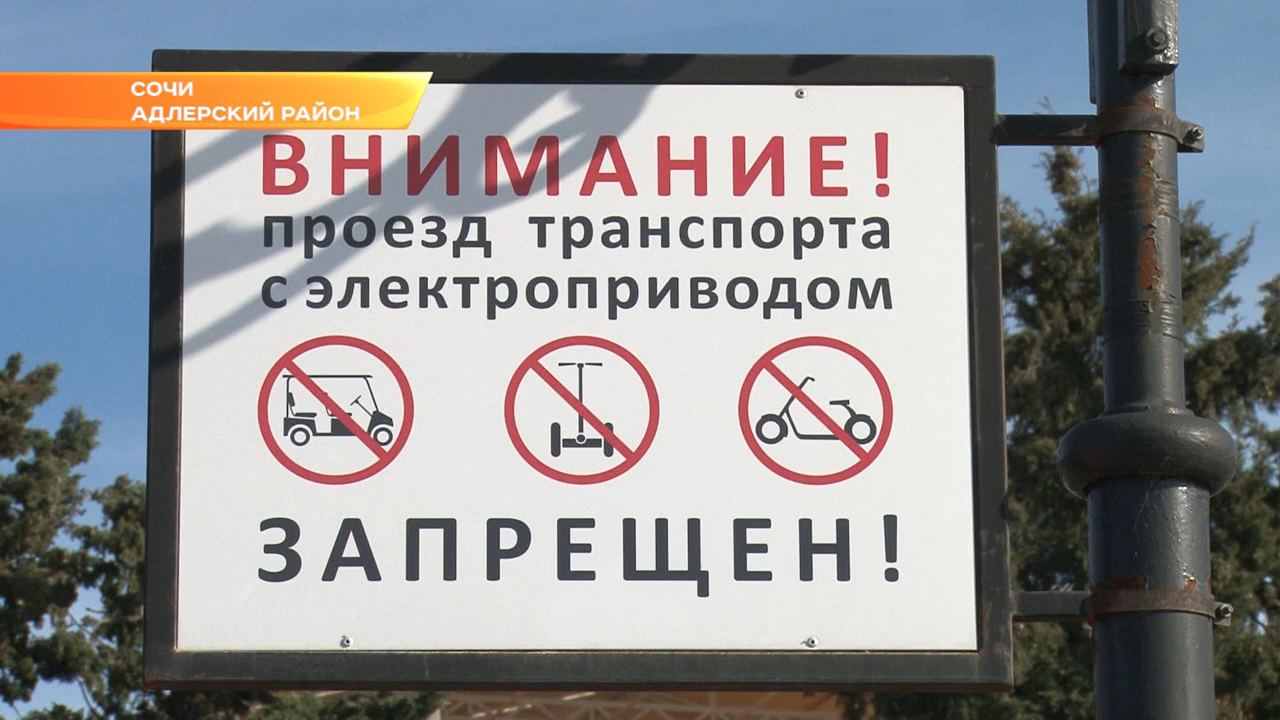 СОЧИ
АДЛЕРСКИЙ РАЙОН
ВНИМАНИЕ!
проезд транспорта
с электроприводом
ЗАПРЕЩЕН!